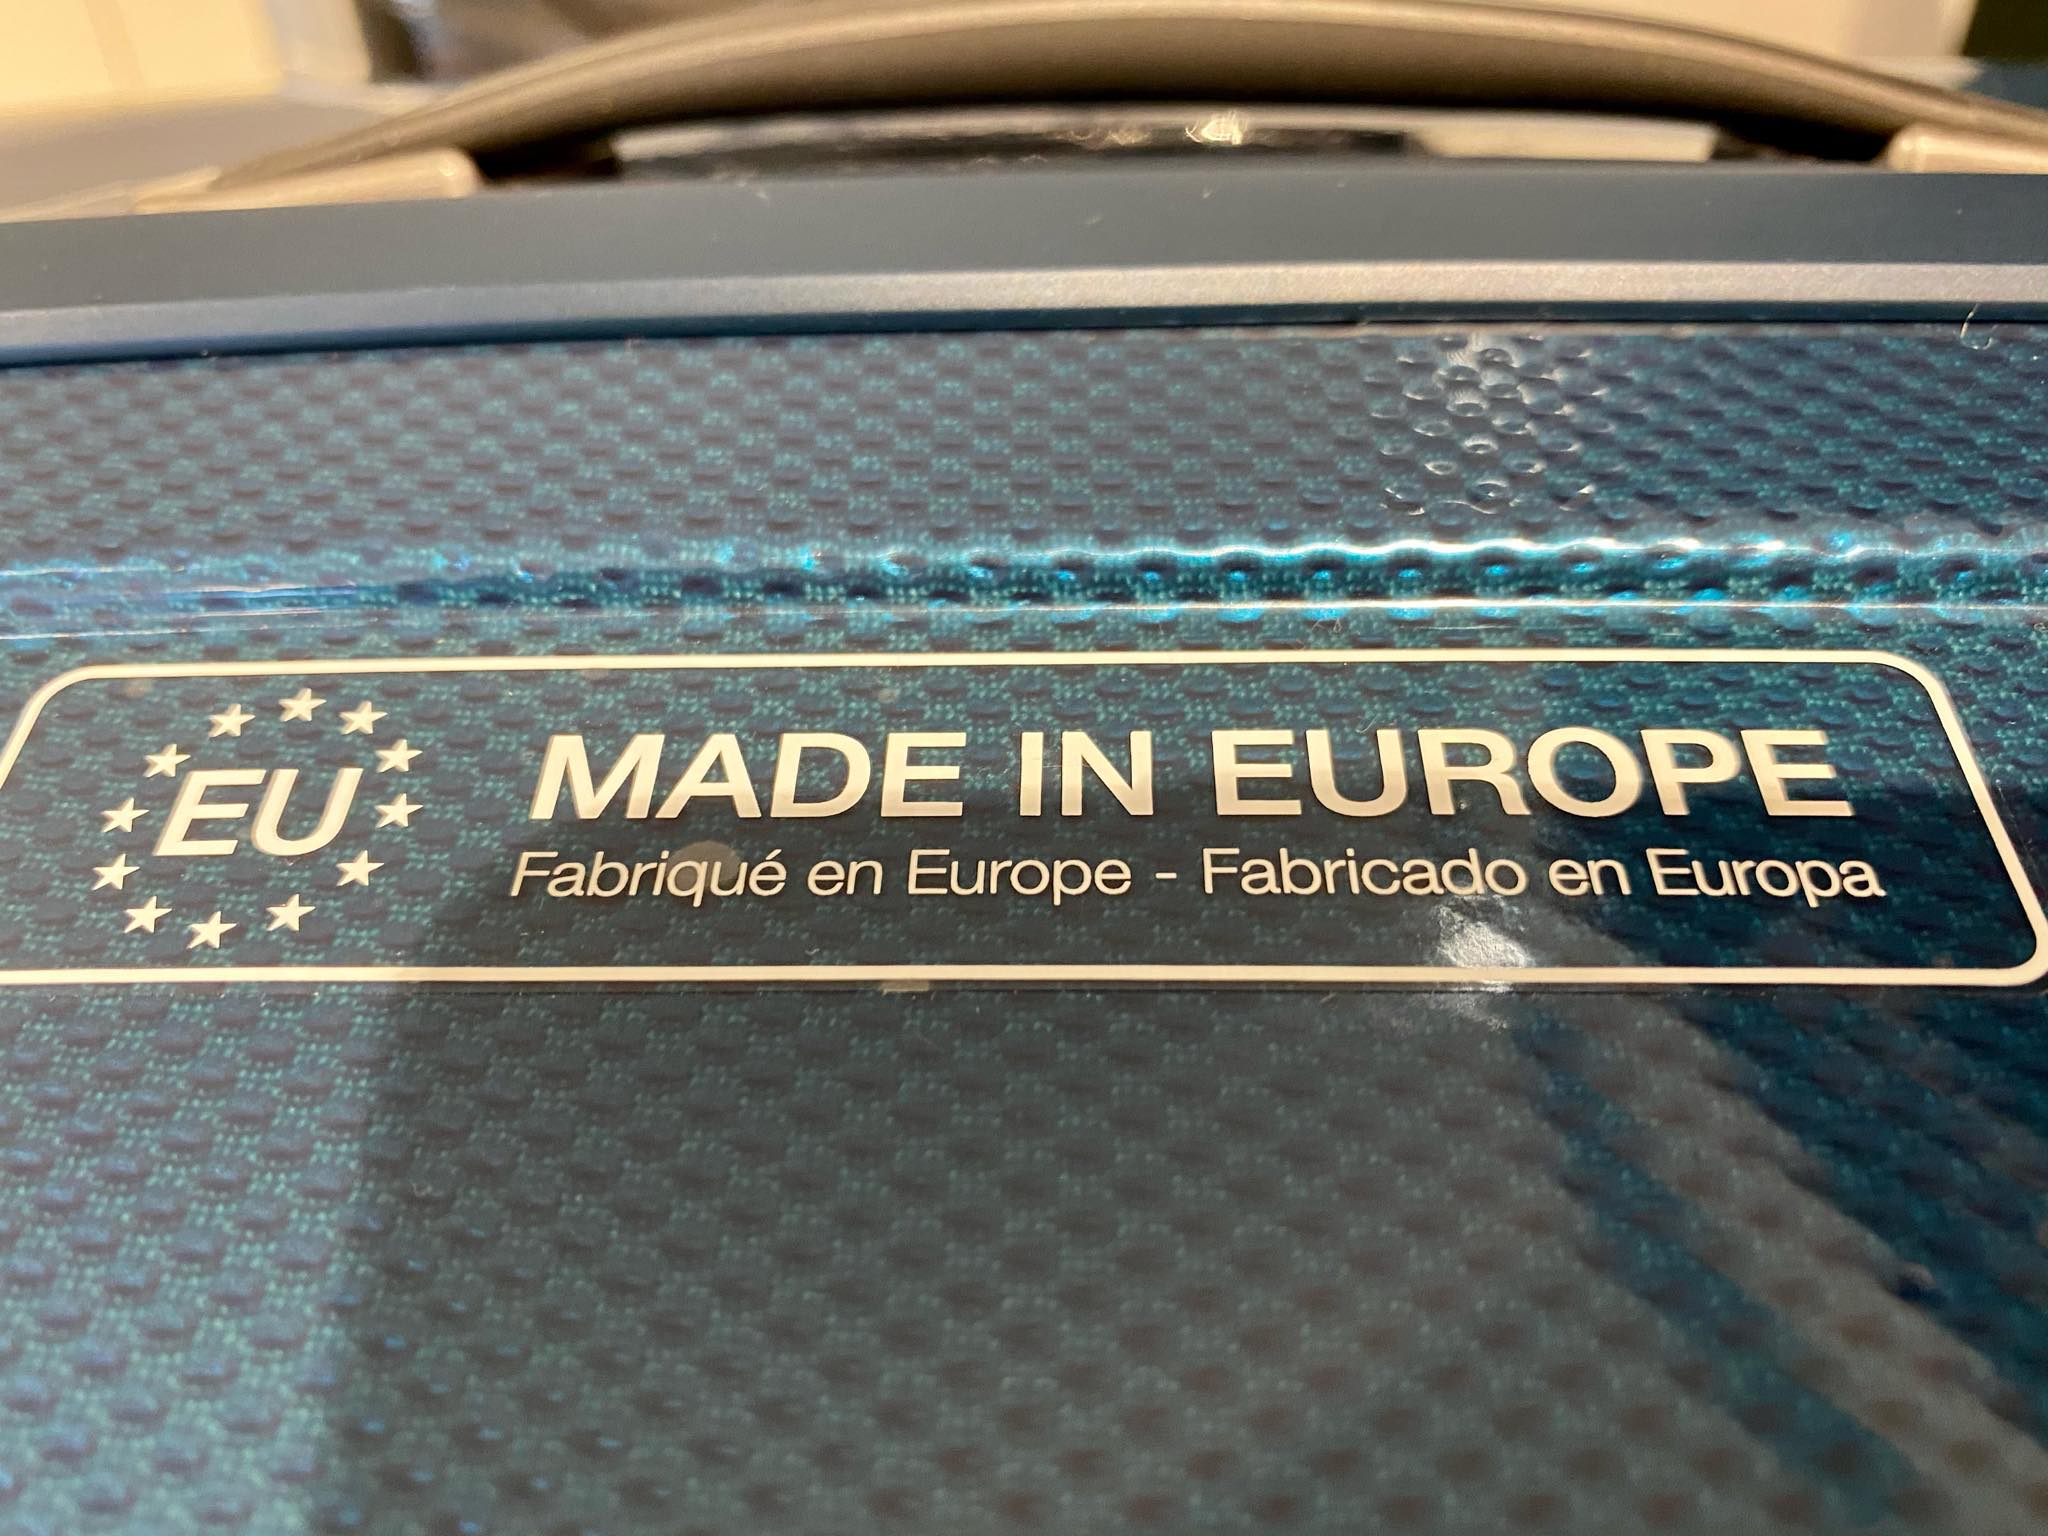 EU
MADE IN EUROPE
Fabriqué en Europe - Fabricado en Europa